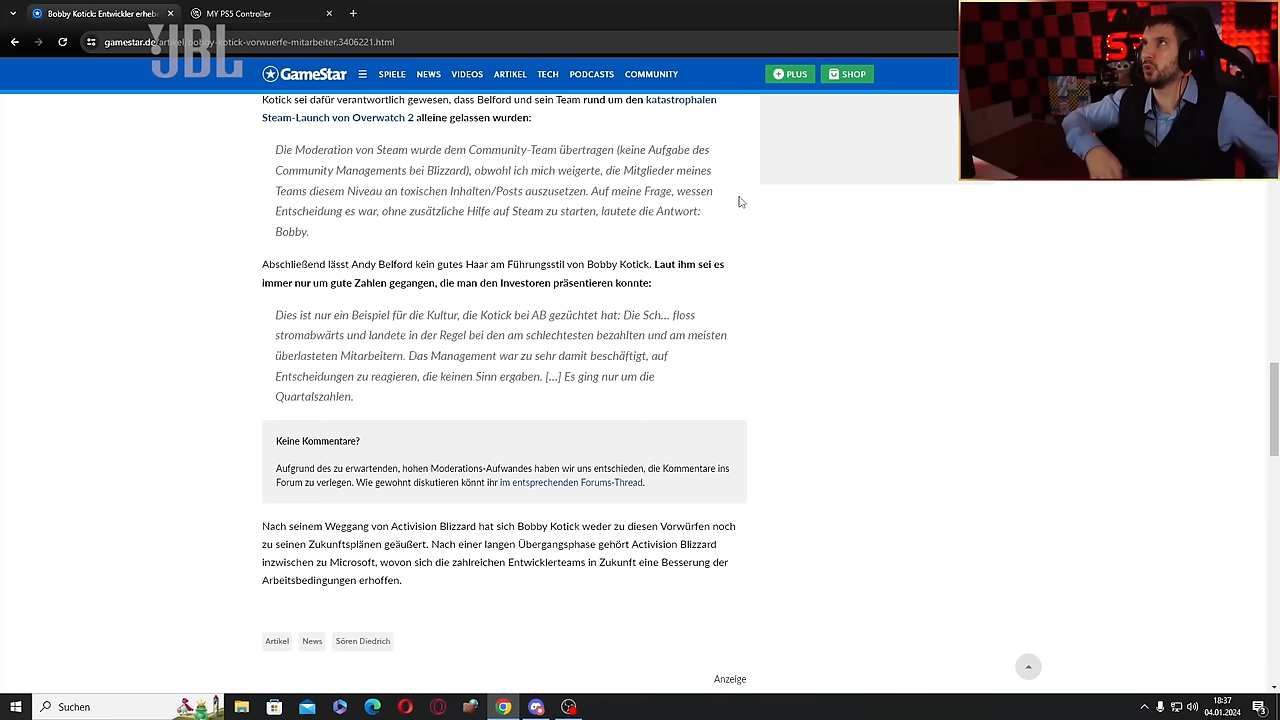 Bobby Kotick: Entwickler erheb
MY PS5 Controller
gamestar.de/artikel/bobby-kotick-vorwuerfe-mitarbeiter,3406221.html
JBL
GameStar
SPIELE NEWS VIDEOS ARTIKEL TECH PODCASTS COMMUNITY
PLUS SHOP
Kotick sei dafür verantwortlich gewesen, dass Belford und sein Team rund um den katastrophalen
Steam-Launch von Overwatch 2 alleine gelassen wurden:
Die Moderation von Steam wurde dem Community-Team übertragen (keine Aufgabe des
Community Managements bei Blizzard), obwohl ich mich weigerte, die Mitglieder meines
Teams diesem Niveau an toxischen Inhalten/Posts auszusetzen. Auf meine Frage, wessen
Entscheidung es war, ohne zusätzliche Hilfe auf Steam zu starten, lautete die Antwort:
Bobby.
Abschließend lässt Andy Belford kein gutes Haar am Führungsstil von Bobby Kotick. Laut ihm sei es
immer nur um gute Zahlen gegangen, die man den Investoren präsentieren konnte:
Dies ist nur ein Beispiel für die Kultur, die Kotick bei AB gezüchtet hat: Die Sch... floss
stromabwärts und landete in der Regel bei den am schlechtesten bezahlten und am meisten
überlasteten Mitarbeitern. Das Management war zu sehr damit beschäftigt, auf
Entscheidungen zu reagieren, die keinen Sinn ergaben. [...] Es ging nur um die
Quartalszahlen.
Keine Kommentare?
Aufgrund des zu erwartenden, hohen Moderations-Aufwandes haben wir uns entschieden, die Kommentare ins
Forum zu verlegen. Wie gewohnt diskutieren könnt ihr im entsprechenden Forums-Thread.
Nach seinem Weggang von Activision Blizzard hat sich Bobby Kotick weder zu diesen Vorwürfen noch
zu seinen Zukunftsplänen geäußert. Nach einer langen Übergangsphase gehört Activision Blizzard
inzwischen zu Microsoft, wovon sich die zahlreichen Entwicklerteams in Zukunft eine Besserung der
Arbeitsbedingungen erhoffen.
Artikel News Sören Diedrich
Anzeige
Suchen
18:37
04.01.2024